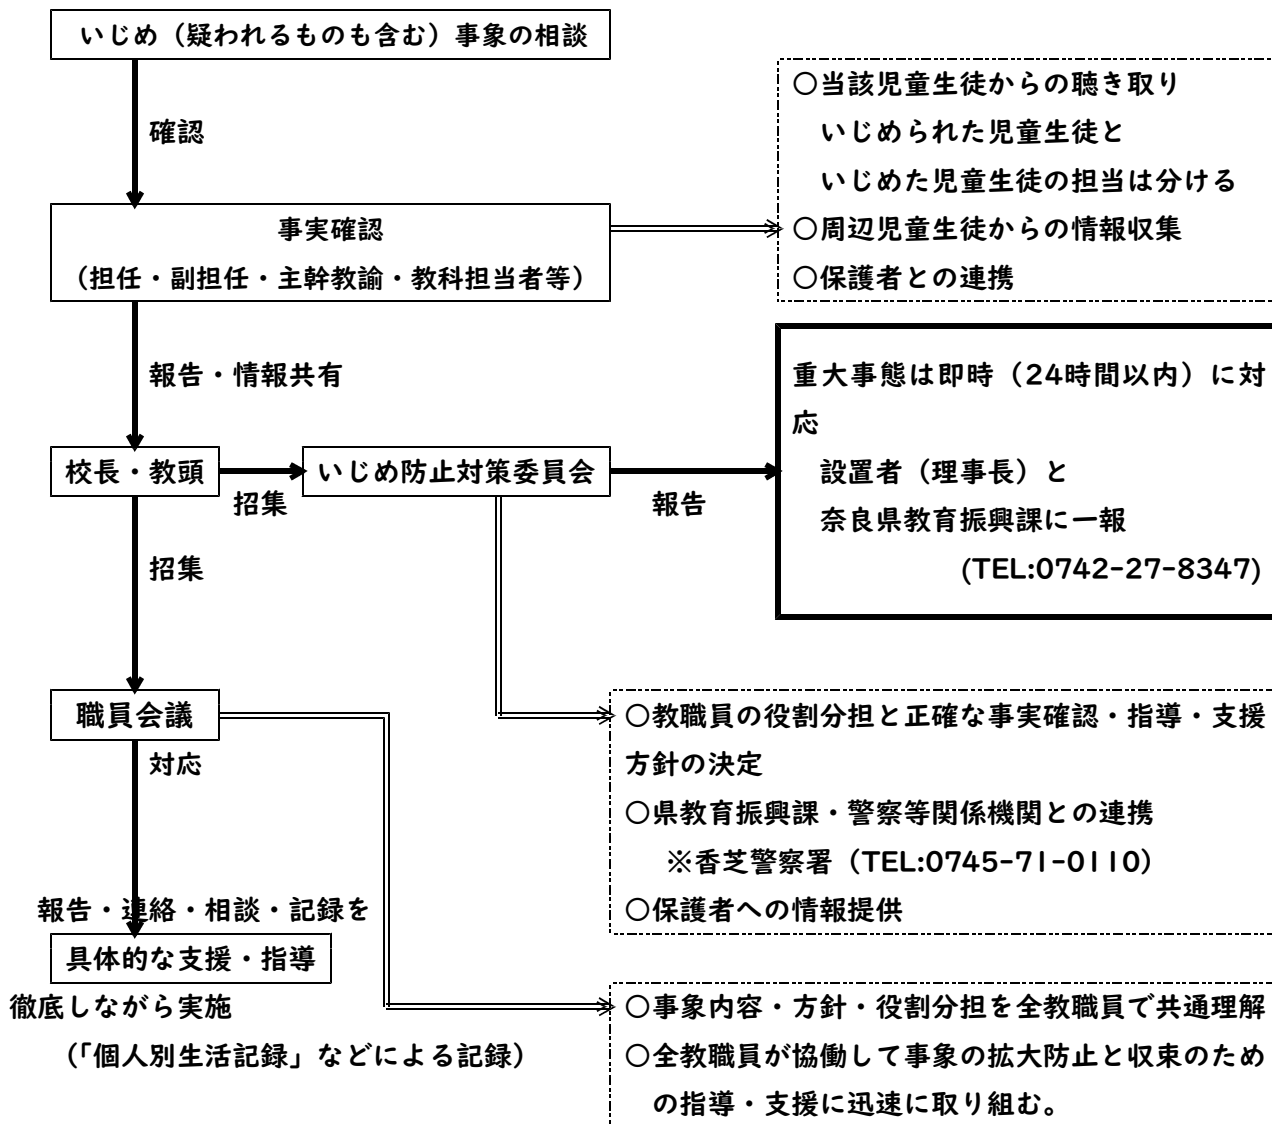 いじめ（疑われるものも含む）事象の相談
確認
○当該児童生徒からの聴き取り
いじめられた児童生徒と
いじめた児童生徒の担当は分ける
○周辺児童生徒からの情報収集
○保護者との連携
事実確認
（担任・副担任・主幹教諭・教科担当者等）
報告・情報共有
校長・教頭
招集
いじめ防止対策委員会
報告
重大事態は即時（24時間以内）に対
応
設置者（理事長）と
奈良県教育振興課に一報
(TEL:0742-27-8347)
招集
職員会議
対応
○教職員の役割分担と正確な事実確認・指導・支援
方針の決定
○県教育振興課・警察等関係機関との連携
※香芝警察署（TEL:0745-71-0110）
○保護者への情報提供
報告・連絡・相談・記録を
具体的な支援・指導
徹底しながら実施
（「個人別生活記録」などによる記録）
○事象内容・方針・役割分担を全教職員で共通理解
○全教職員が協働して事象の拡大防止と収束のため
の指導・支援に迅速に取り組む。